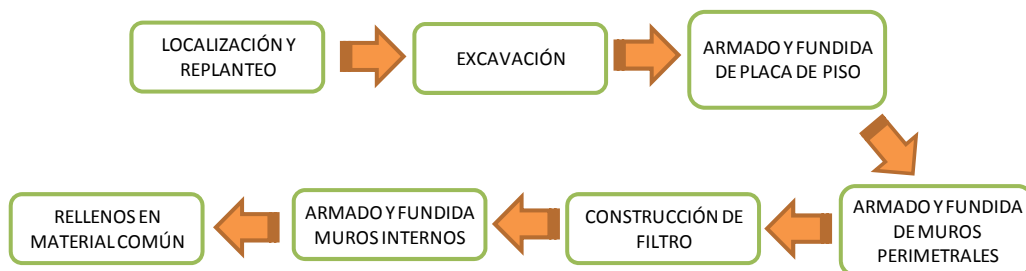 LOCALIZACIÓN Y
REPLANTEO
EXCAVACIÓN
ARMADO Y FUNDIDA
DE PLACA DE PISO
ARMADO Y FUNDIDA
DE MUROS
PERIMETRALES
CONSTRUCCIÓN DE
FILTRO
ARMADO Y FUNDIDA
MUROS INTERNOS
RELLENOS EN
MATERIAL COMÚN